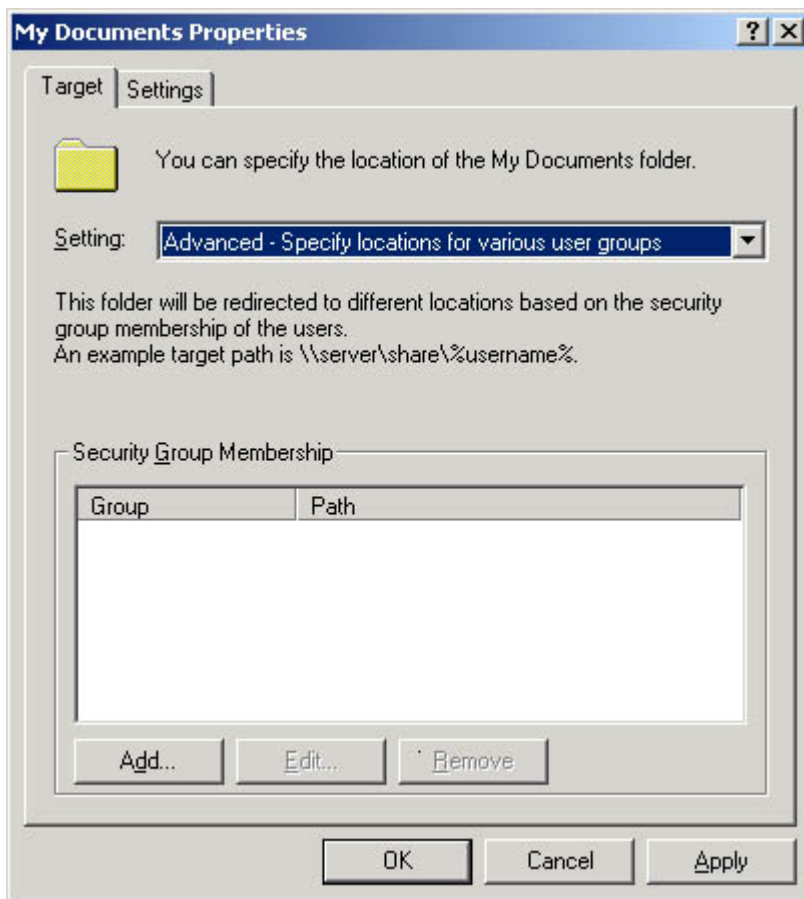 My Documents Properties
Target
Settings
You can specify the location of the My Documents folder.
Setting:
Advanced - Specify locations for various user groups
This folder will be redirected to different locations based on the security
group membership of the users.
An example target path is \\server\share\%username%.
Security Group Membership
Group
Path
Add...
Edit...
Remove
OK
Cancel
Apply